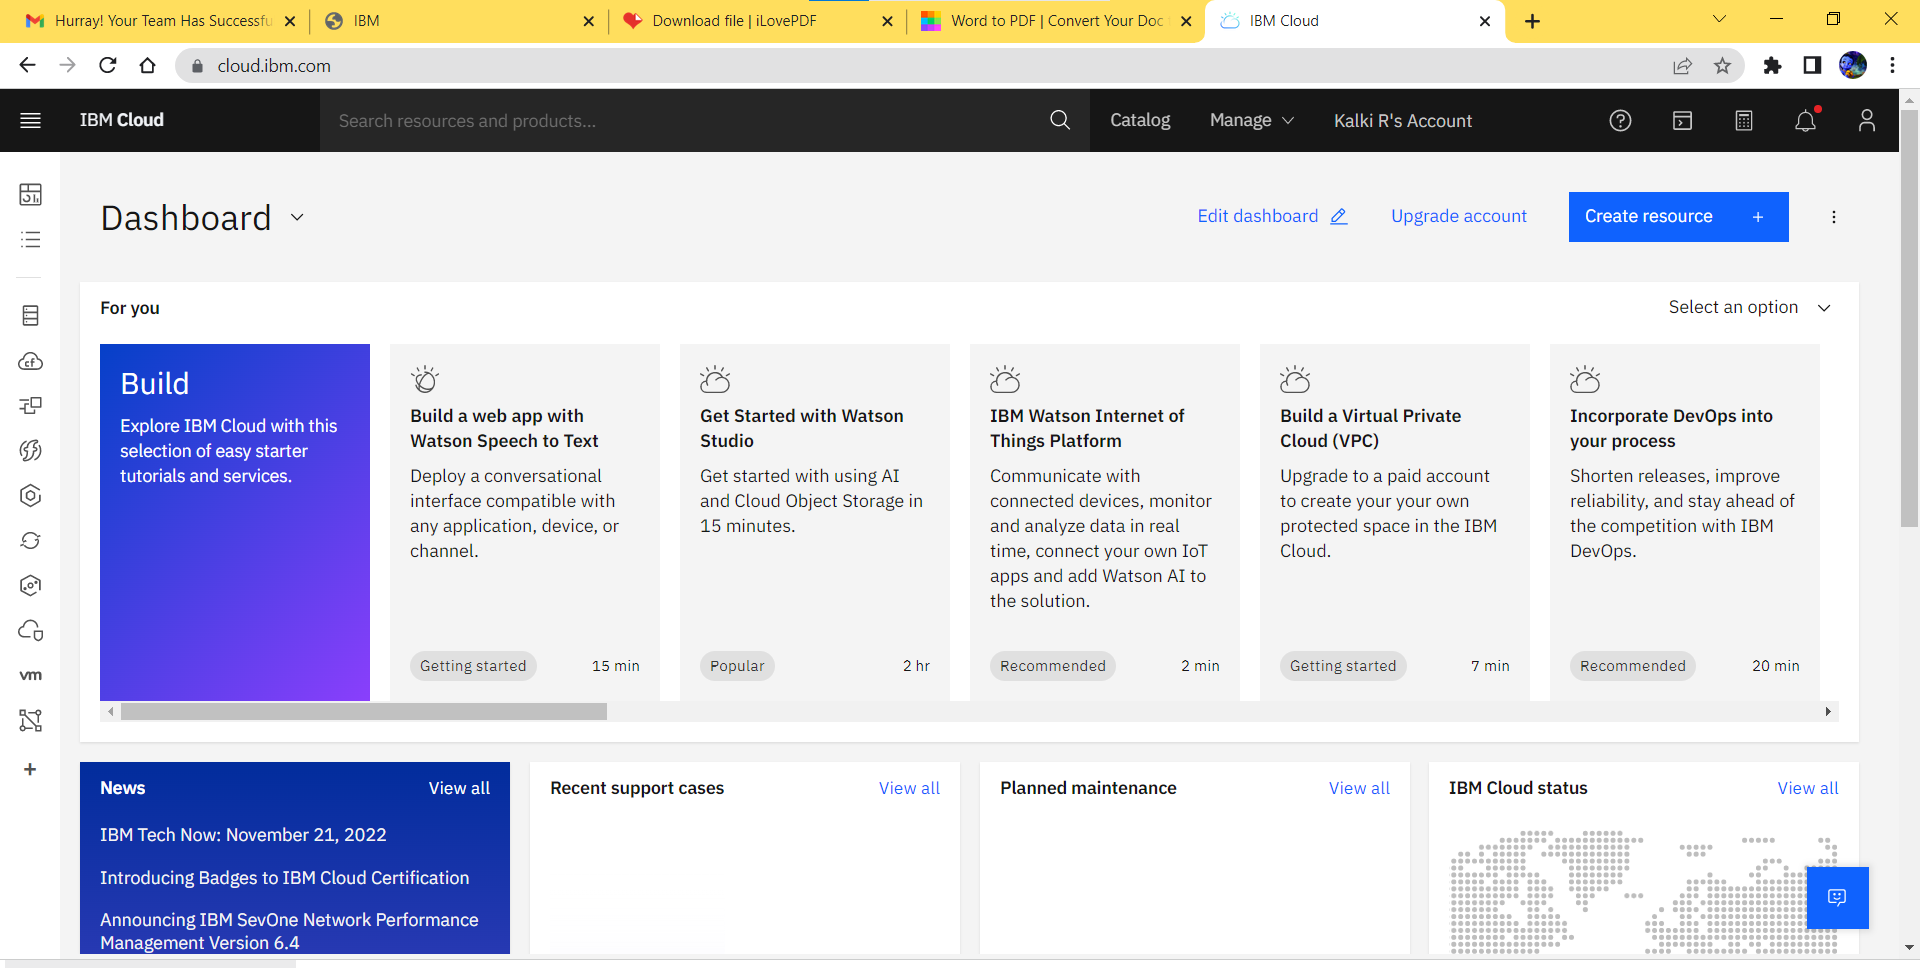 Hurray! Your Team Has Successfu
IBM
Download file | iLovePDF
Word to PDF | Convert Your Doc
IBM Cloud
cloud.ibm.com
IBM Cloud
Search resources and products...
Catalog
Manage
Kalki R's Account
Dashboard
Edit dashboard
Upgrade account
Create resource +
For you
Select an option
Build
Explore IBM Cloud with this
selection of easy starter
tutorials and services.
Build a web app with
Watson Speech to Text
Deploy a conversational
interface compatible with
any application, device, or
channel.
Getting started
15 min
Get Started with Watson
Studio
Get started with using AI
and Cloud Object Storage in
15 minutes.
Popular
2 hr
IBM Watson Internet of
Things Platform
Communicate with
connected devices, monitor
and analyze data in real
time, connect your own IoT
apps and add Watson AI to
the solution.
Recommended
2 min
Build a Virtual Private
Cloud (VPC)
Upgrade to a paid account
to create your your own
protected space in the IBM
Cloud.
Getting started
7 min
Incorporate DevOps into
your process
Shorten releases, improve
reliability, and stay ahead of
the competition with IBM
DevOps.
Recommended
20 min
cf
vm
News
View all
IBM Tech Now: November 21, 2022
Introducing Badges to IBM Cloud Certification
Announcing IBM SevOne Network Performance
Management Version 6.4
Recent support cases
View all
Planned maintenance
View all
IBM Cloud status
View all